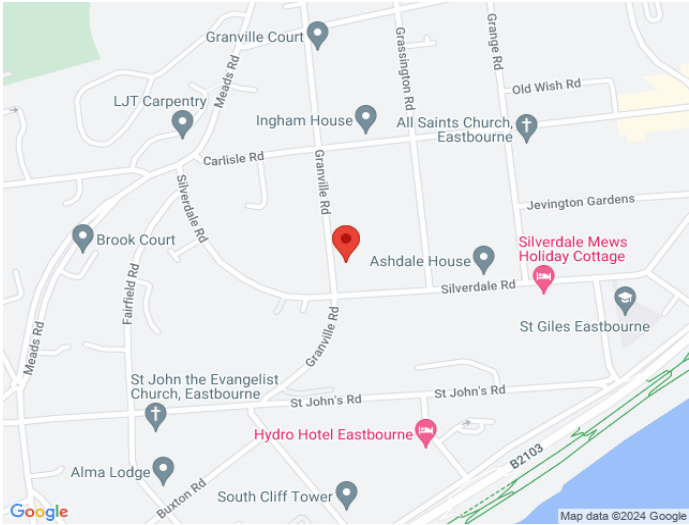 Granville Court
Meads Rd
Grassington Rd
Grange Rd
Old Wish Rd
LJT Carpentry
Ingham House
All Saints Church,
Eastbourne
Carlisle Rd
Granville Rd
Silverdale Rd
Jevington Gardens
Brook Court
Fairfield Rd
Ashdale House
Silverdale Mews
Holiday Cottage
Silverdale Rd
St Giles Eastbourne
Meads Rd
Granville Rd
St John the Evangelist
Church, Eastbourne
St John's Rd
St John's Rd
Hydro Hotel Eastbourne
B2103
Alma Lodge
Buxton Rd
South Cliff Tower
Google
Map data ©2024 Google